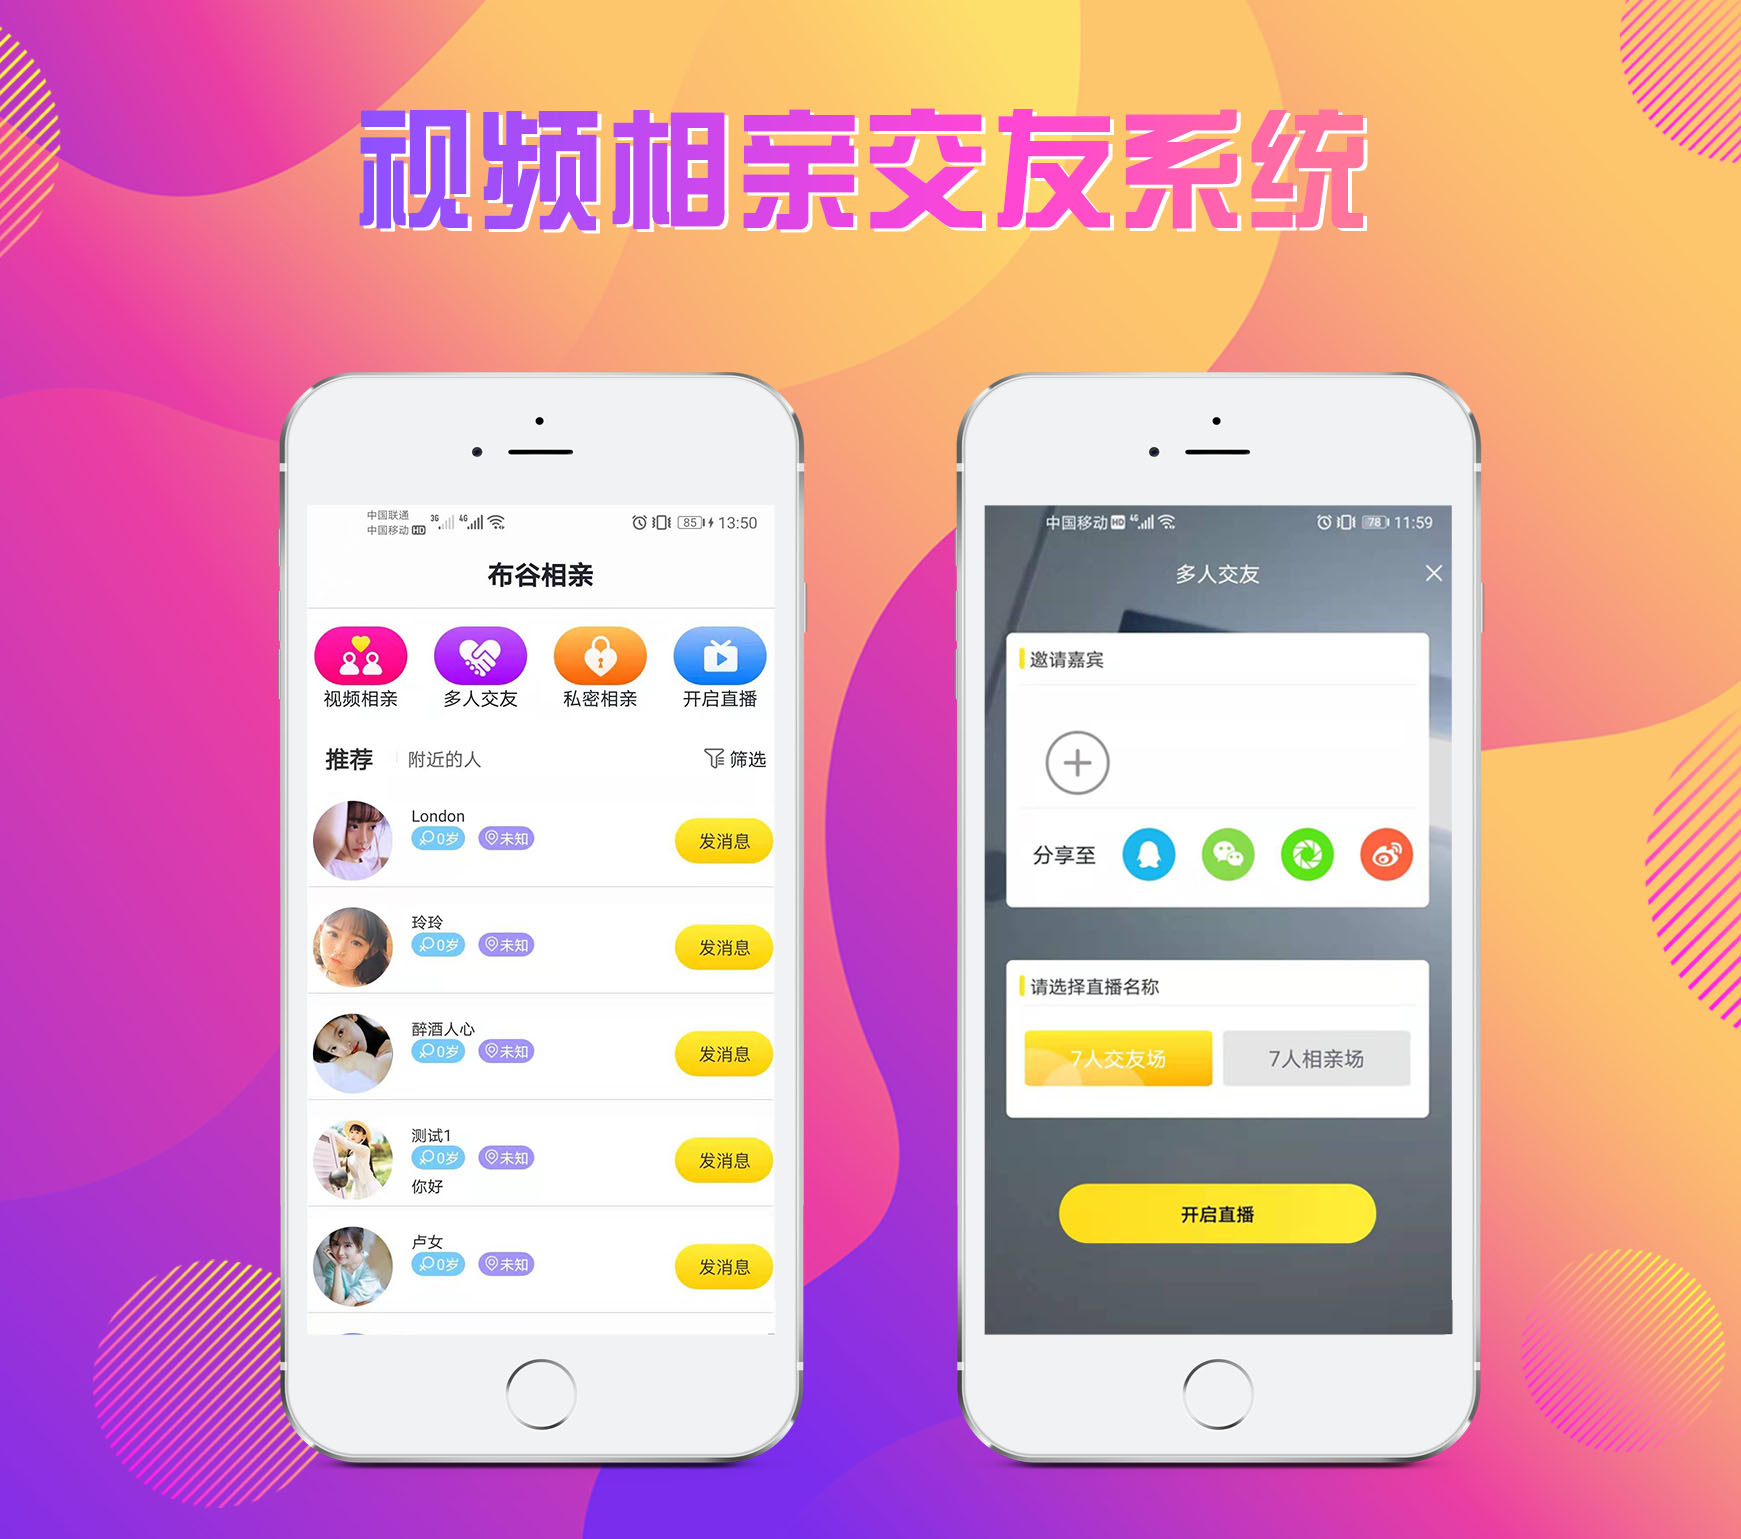 视频相亲交友系统
中国联通
中国移动 HD 3G 4G 85 13:50
布谷相亲
视频相亲 多人交友 私密相亲 开启直播
推荐 附近的人 筛选
London
0岁 未知 发消息
玲玲
0岁 未知 发消息
醉酒人心
0岁 未知 发消息
测试1
0岁 未知 发消息
你好
卢女
0岁 未知 发消息
中国移动 HD 4G 78 11:59
多人交友
邀请嘉宾
分享至
请选择直播名称
7人交友场 7人相亲场
开启直播